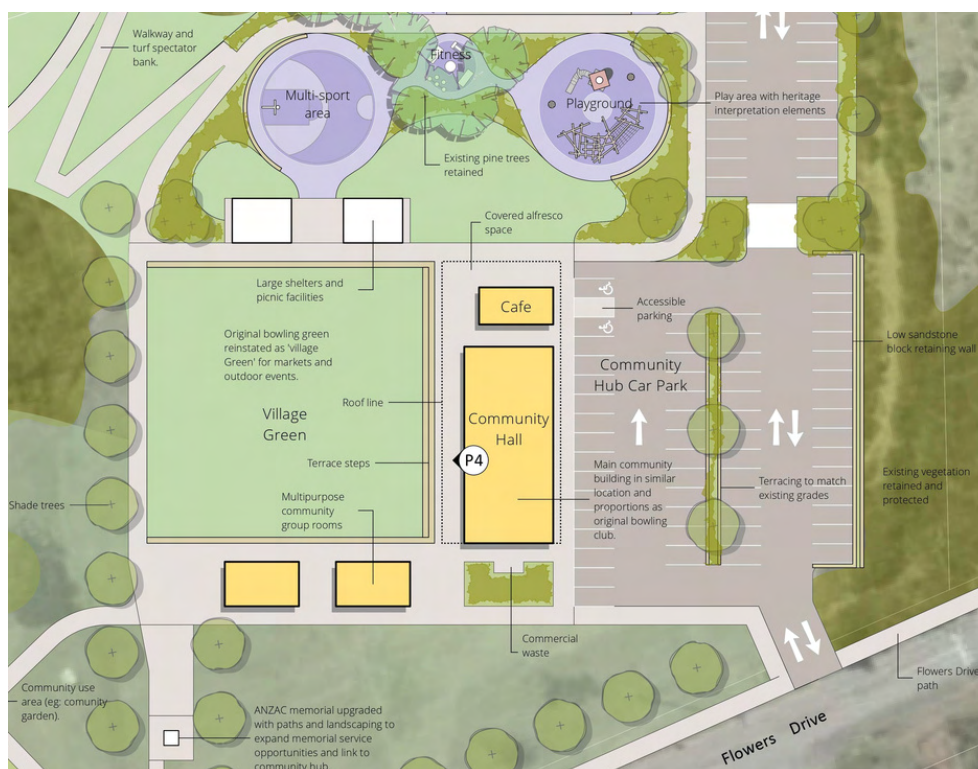 Walkway and
turf spectator
bank.
Fitness
Multi-sport
area
Playground
Play area with heritage
interpretation elements
Existing pine trees
retained
Covered alfresco
space
Large shelters and
picnic facilities
Cafe
Accessible
parking
Original bowling green
reinstated as 'village
Green' for markets and
outdoor events.
Low sandstone
block retaining wall
Community
Hub Car Park
Roof line
Village
Green
Community
Hall
Terrace steps
P4
Main community
building in similar
location and
proportions as
original bowling
club.
Terracing to match
existing grades
Existing vegetation
retained and
protected
Shade trees
Multipurpose
community
group rooms
Commercial
waste
Flowers Drive
path
Community use
area (eg: comunity
garden).
ANZAC memorial upgraded
with paths and landscaping to
expand memorial service
opportunities and link to
community hub
Flowers Drive